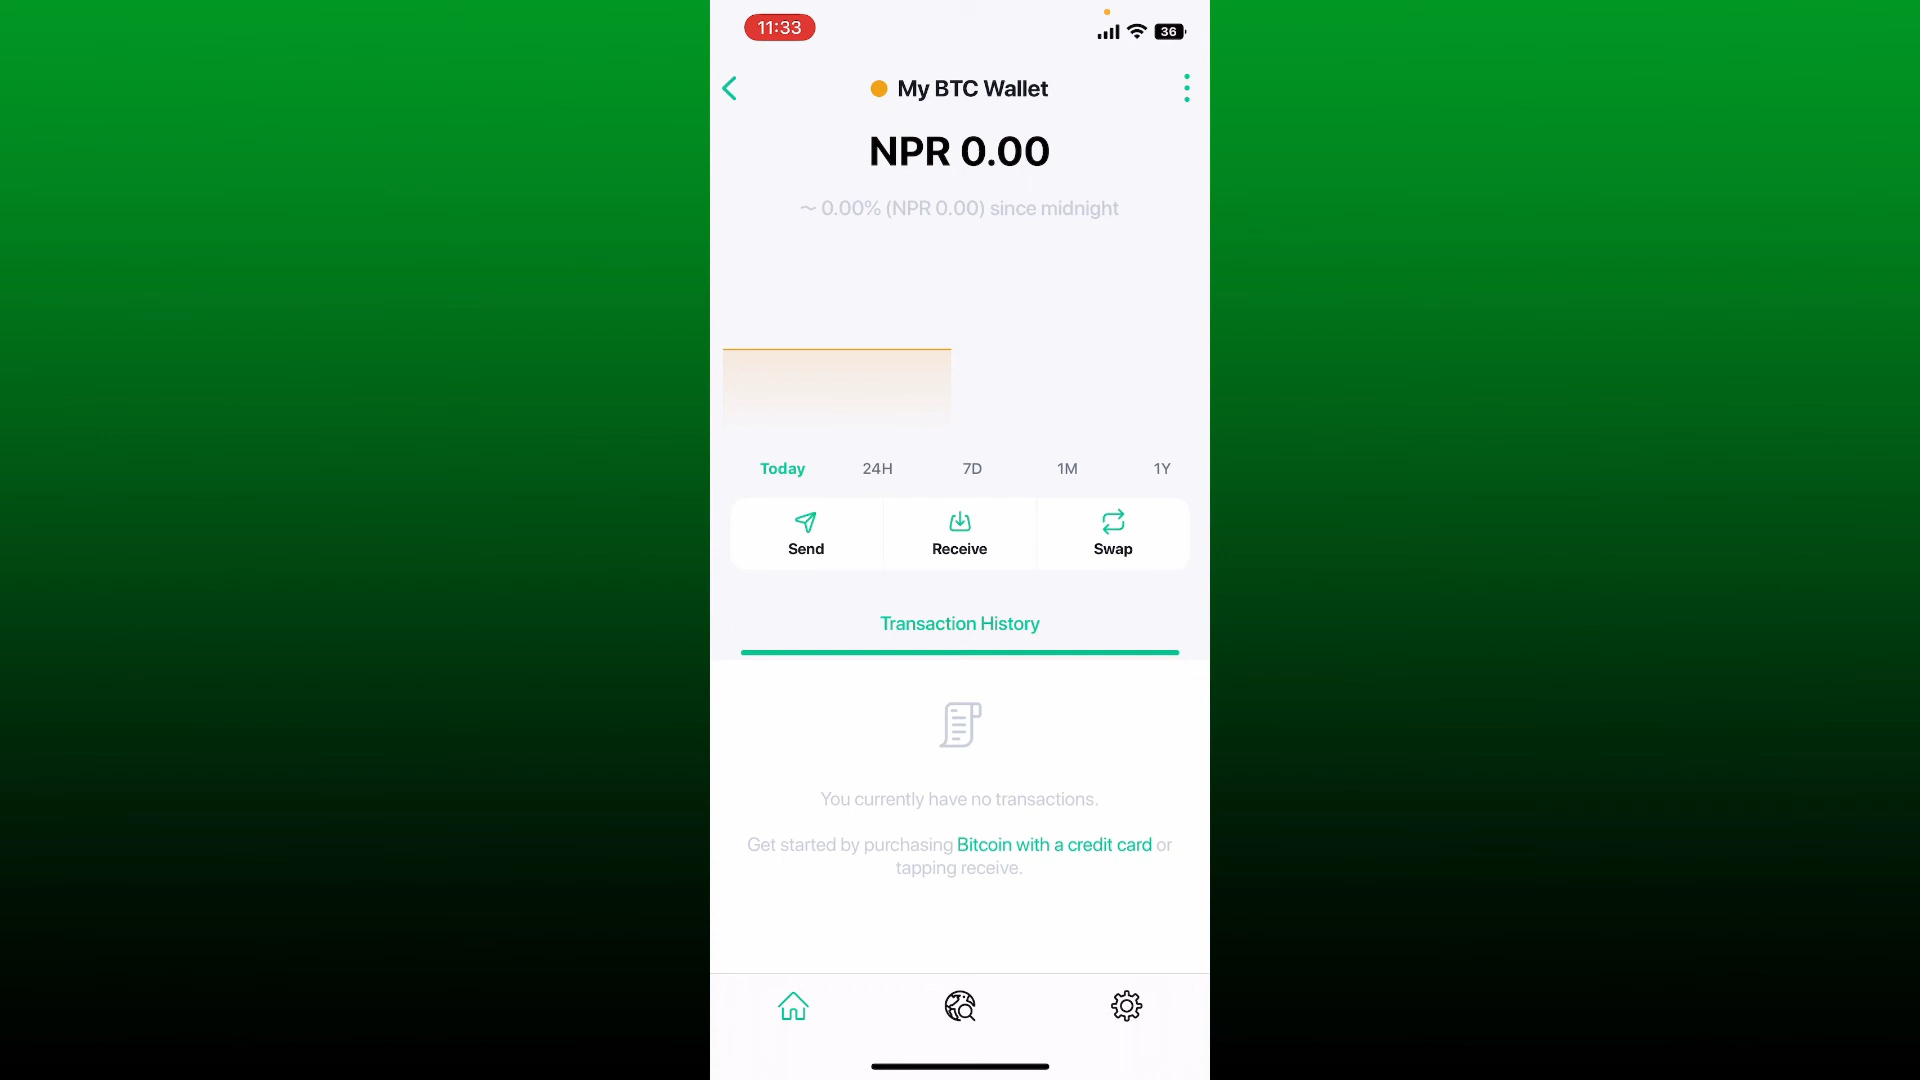 11:33
36
My BTC Wallet
NPR 0.00
~ 0.00% (NPR 0.00) since midnight
Today 24H 7D 1M 1Y
Send Receive Swap
Transaction History
You currently have no transactions.
Get started by purchasing Bitcoin with a credit card or
tapping receive.